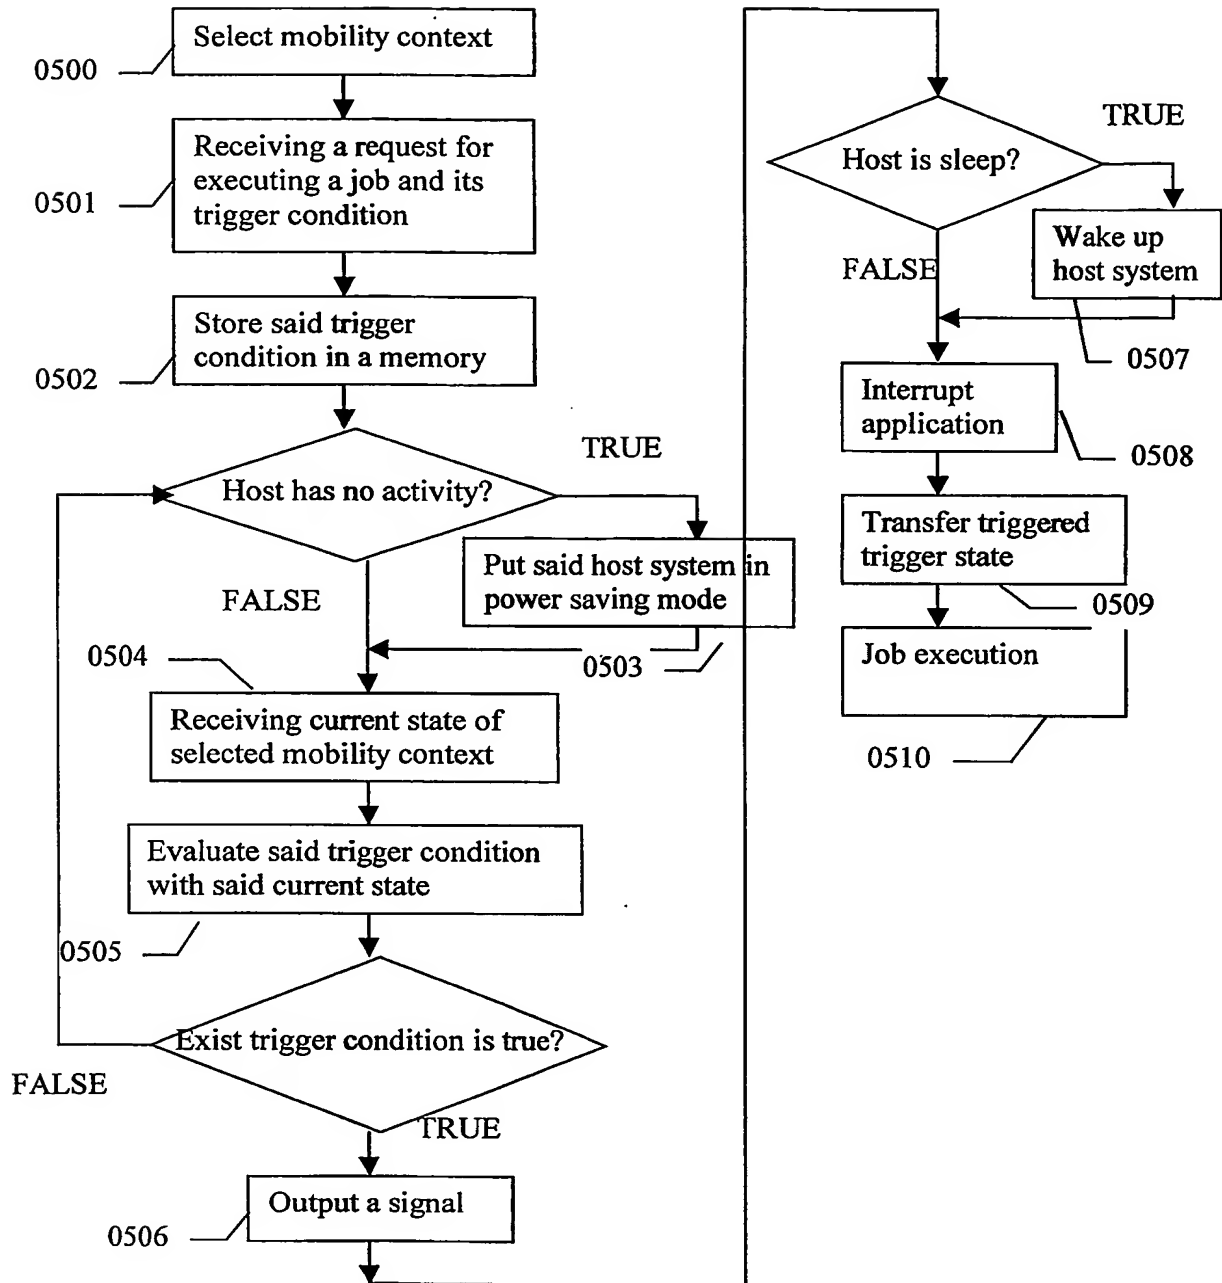 Select mobility context
0500
Receiving a request for
executing a job and its
trigger condition
0501
Store said trigger
condition in a memory
0502
TRUE
Host has no activity?
Put said host system in
power saving mode
FALSE
0503
0504
Receiving current state of
selected mobility context
Evaluate said trigger condition
with said current state
0505
Exist trigger condition is true?
FALSE
TRUE
Output a signal
0506
TRUE
Host is sleep?
Wake up
host system
FALSE
0507
Interrupt
application
0508
Transfer triggered
trigger state
0509
Job execution
0510